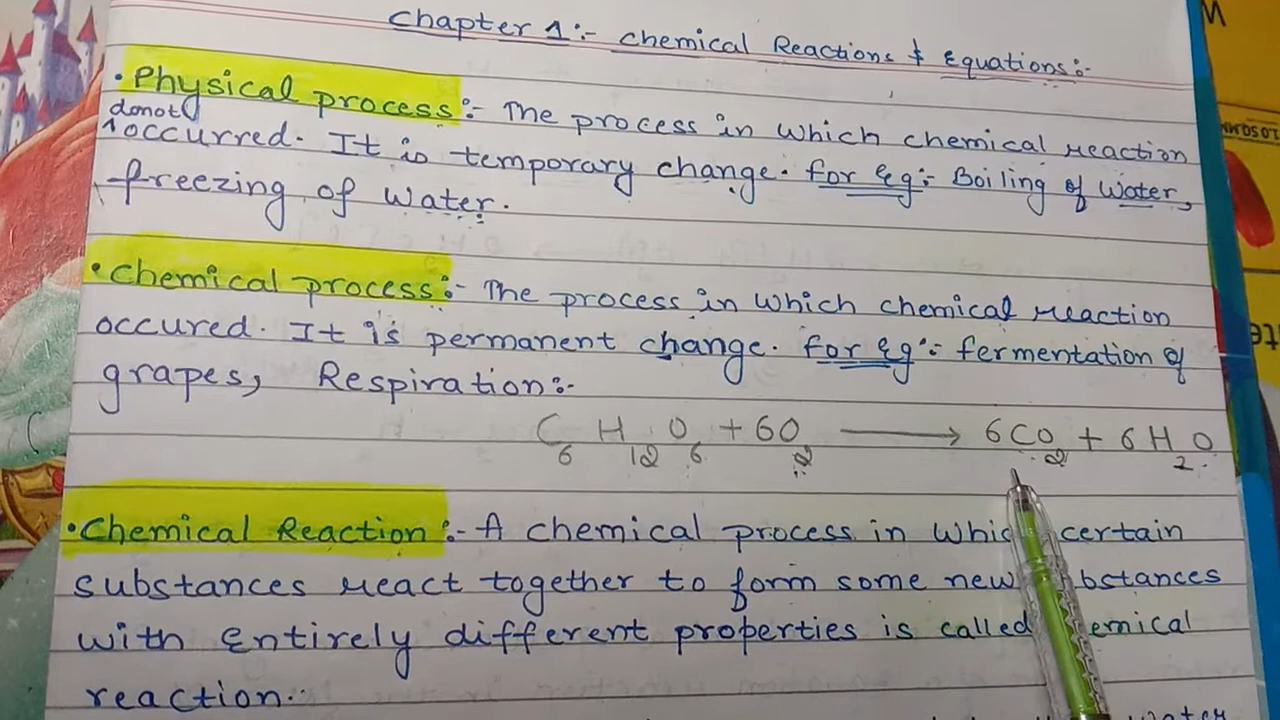 Chapter 1:- Chemical Reactions & Equations:-
• Physical process:- The process in which chemical reaction
donot
occurred. It is temporary change. for eg:- Boiling of Water,
freezing of Water.
• Chemical process:- The process in which chemical reaction
occured. It is permanent change. for eg:- fermentation of
grapes, Respiration:-
C6H12O6 + 6O2 ⟶ 6CO2 + 6H2O
• Chemical Reaction:- A chemical process in certain
substances react together to form some new
with entirely different properties is called
reaction..